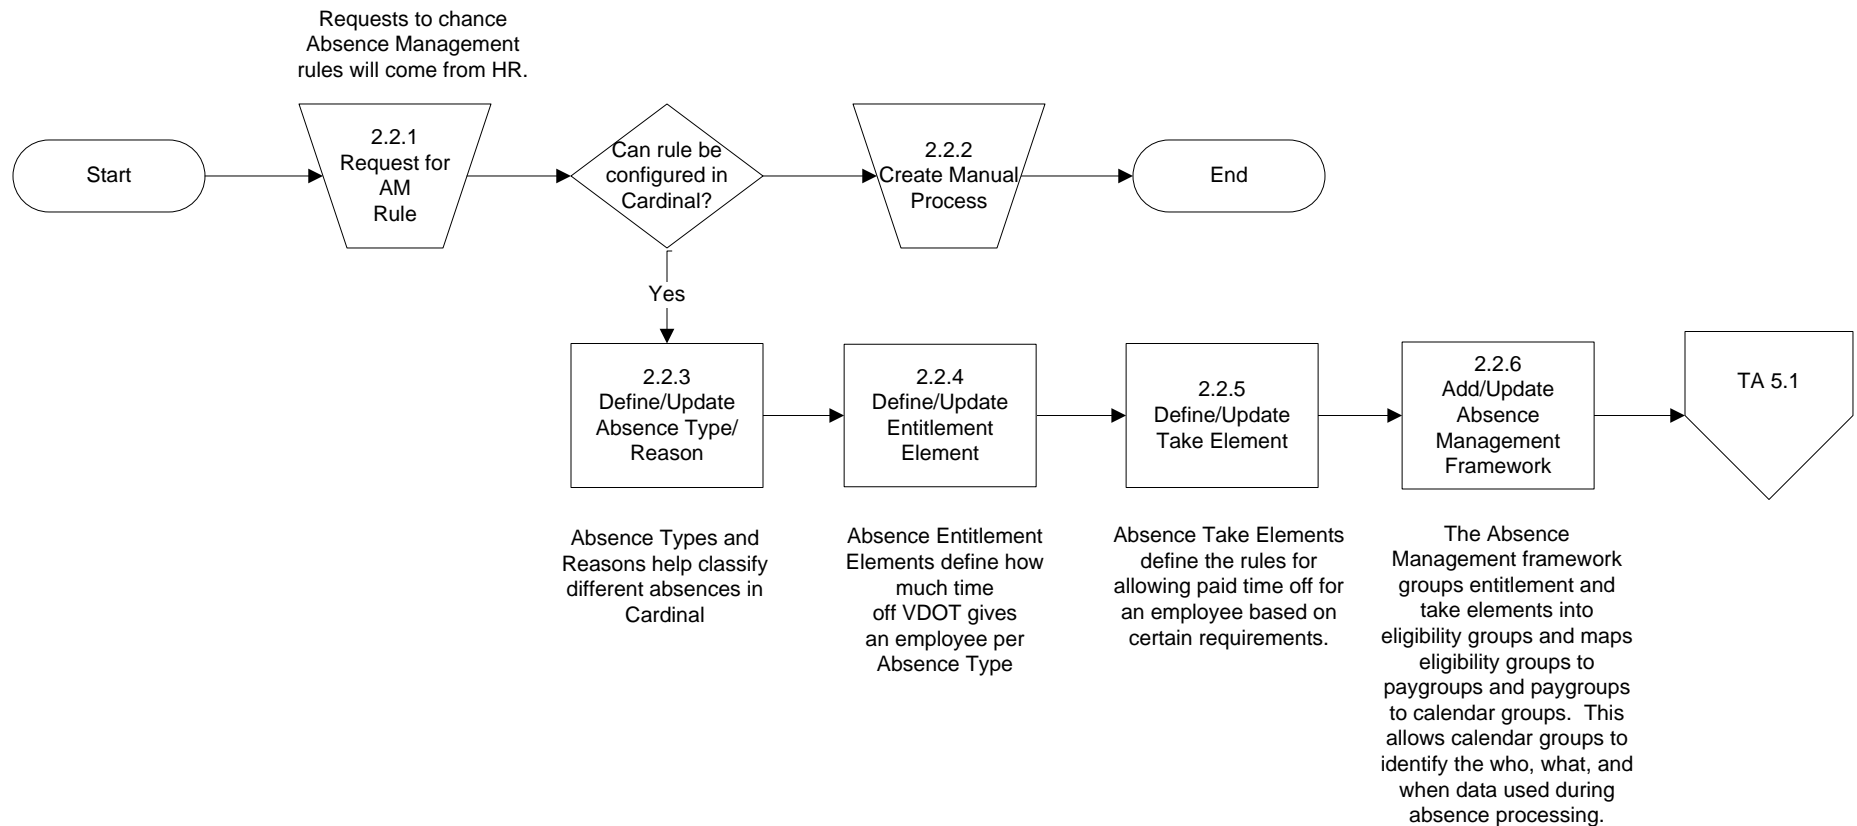 Requests to chance
Absence Management
rules will come from HR.
Start
2.2.1
Request for
AM
Rule
Can rule be
configured in
Cardinal?
2.2.2
Create Manual
Process
End
Yes
2.2.3
Define/Update
Absence Type/
Reason
2.2.4
Define/Update
Entitlement
Element
2.2.5
Define/Update
Take Element
2.2.6
Add/Update
Absence
Management
Framework
TA 5.1
Absence Types and
Reasons help classify
different absences in
Cardinal
Absence Entitlement
Elements define how
much time
off VDOT gives
an employee per
Absence Type
Absence Take Elements
define the rules for
allowing paid time off for
an employee based on
certain requirements.
The Absence
Management framework
groups entitlement and
take elements into
eligibility groups and maps
eligibility groups to
paygroups and paygroups
to calendar groups.  This
allows calendar groups to
identify the who, what, and
when data used during
absence processing.